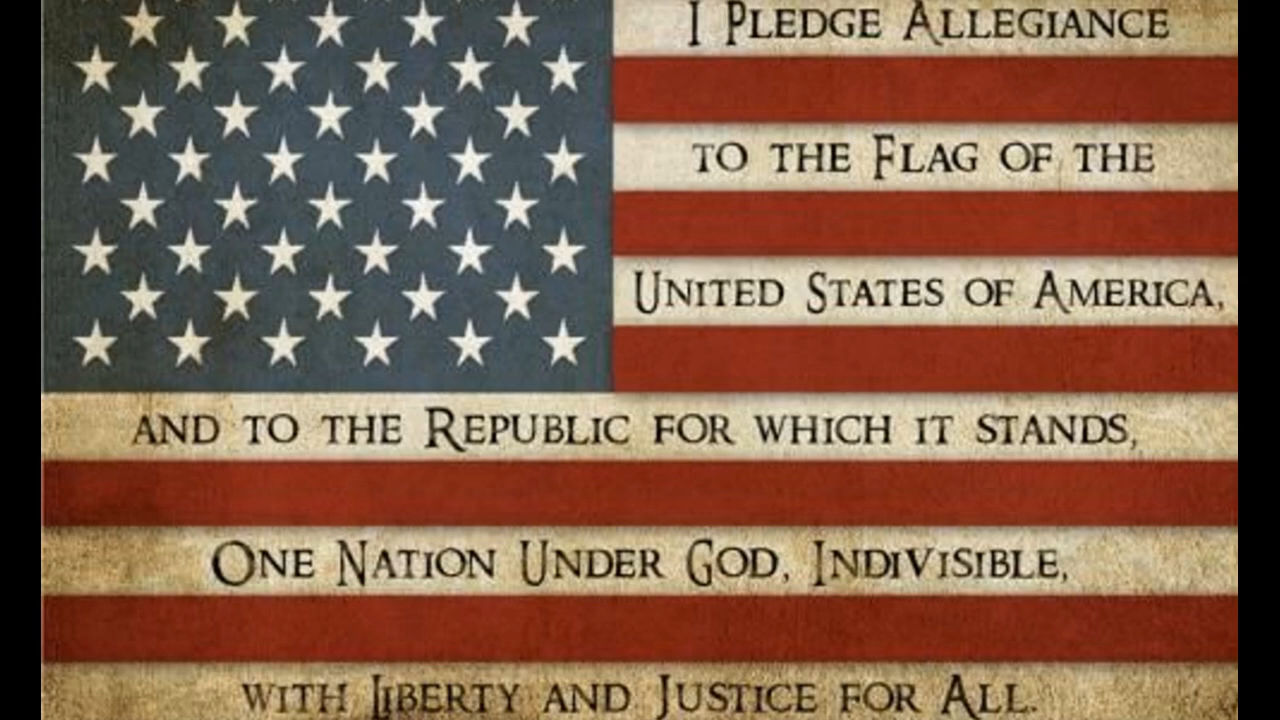 I Pledge Allegiance
to the Flag of the
United States of America,
and to the Republic for which it stands,
One Nation Under God, Indivisible,
with Liberty and Justice for All.